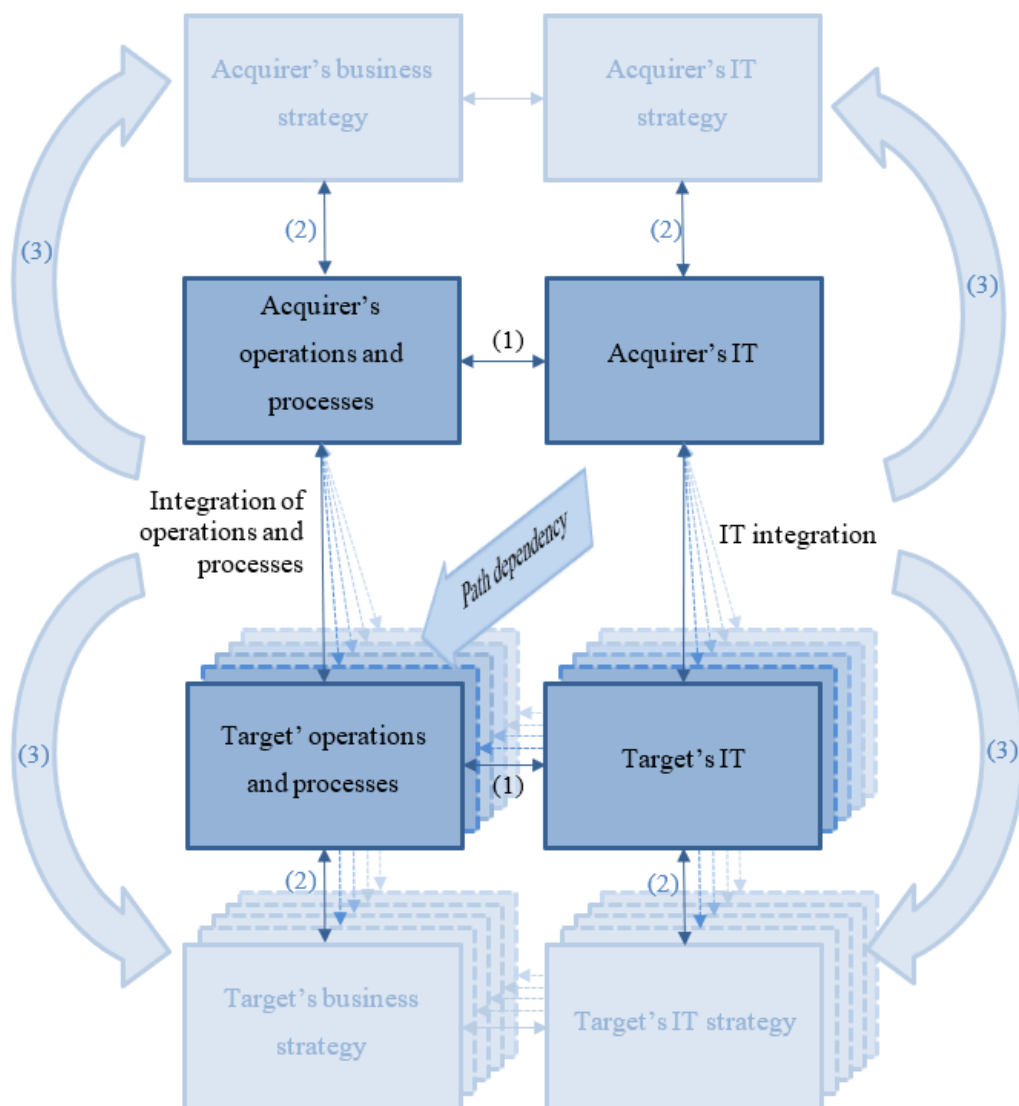 Acquirer's business
strategy
Acquirer's IT
strategy
(2)
(2)
(3)
(3)
Acquirer's
operations and
processes
(1)
Acquirer's IT
Integration of
operations and
processes
Path dependency
IT integration
Target' operations
and processes
(1)
Target's IT
(3)
(3)
(2)
(2)
Target's business
strategy
Target's IT strategy